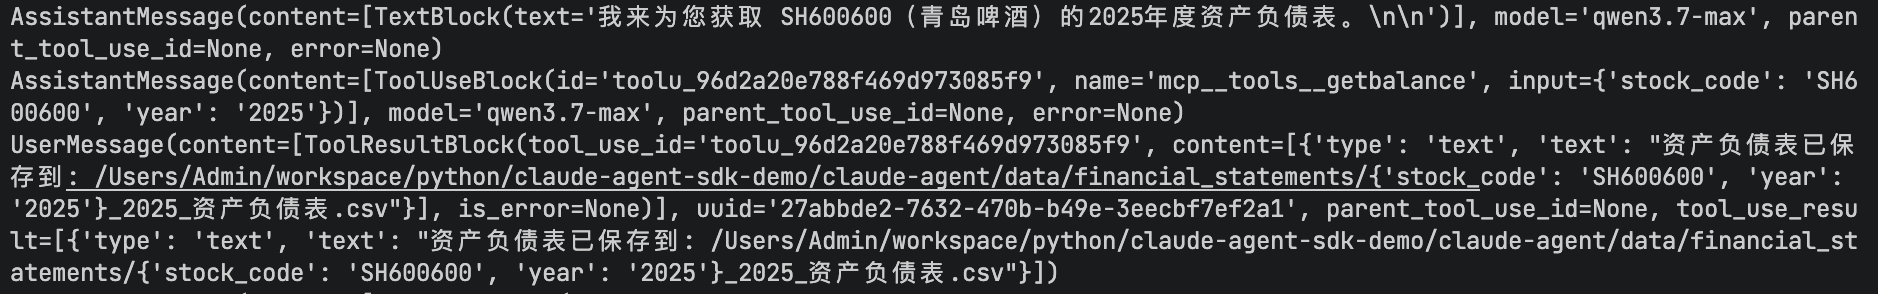 AssistantMessage(content=[TextBlock(text='我来为您获取 SH600600（青岛啤酒）的2025年度资产负债表。\n\n')], model='qwen3.7-max', paren
t_tool_use_id=None, error=None)
AssistantMessage(content=[ToolUseBlock(id='toolu_96d2a20e788f469d973085f9', name='mcp__tools__getbalance', input={'stock_code': 'SH6
00600', 'year': '2025'})], model='qwen3.7-max', parent_tool_use_id=None, error=None)
UserMessage(content=[ToolResultBlock(tool_use_id='toolu_96d2a20e788f469d973085f9', content=[{'type': 'text', 'text': "资产负债表已保
存到: /Users/Admin/workspace/python/claude-agent-sdk-demo/claude-agent/data/financial_statements/{'stock_code': 'SH600600', 'year':
'2025'}_2025_资产负债表.csv"}], is_error=None)], uuid='27abbde2-7632-470b-b49e-3eecbf7ef2a1', parent_tool_use_id=None, tool_use_resu
lt=[{'type': 'text', 'text': "资产负债表已保存到: /Users/Admin/workspace/python/claude-agent-sdk-demo/claude-agent/data/financial_st
atements/{'stock_code': 'SH600600', 'year': '2025'}_2025_资产负债表.csv"}])